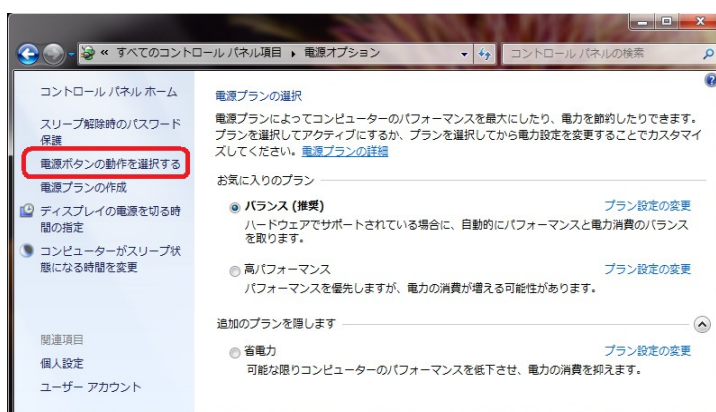 « すべてのコントロール パネル項目 ▸ 電源オプション
コントロール パネルの検索
コントロール パネル ホーム
スリープ解除時のパスワード
保護
電源ボタンの動作を選択する
電源プランの作成
ディスプレイの電源を切る時
間の指定
コンピューターがスリープ状
態になる時間を変更
関連項目
個人設定
ユーザー アカウント
電源プランの選択
電源プランによってコンピューターのパフォーマンスを最大にしたり、電力を節約したりできます。
プランを選択してアクティブにするか、プランを選択してから電力設定を変更することでカスタマイ
ズしてください。電源プランの詳細
お気に入りのプラン
バランス (推奨) プラン設定の変更
ハードウェアでサポートされている場合に、自動的にパフォーマンスと電力消費のバランス
を取ります。
高パフォーマンス プラン設定の変更
パフォーマンスを優先しますが、電力の消費が増える可能性があります。
追加のプランを隠します
省電力 プラン設定の変更
可能な限りコンピューターのパフォーマンスを低下させ、電力の消費を抑えます。